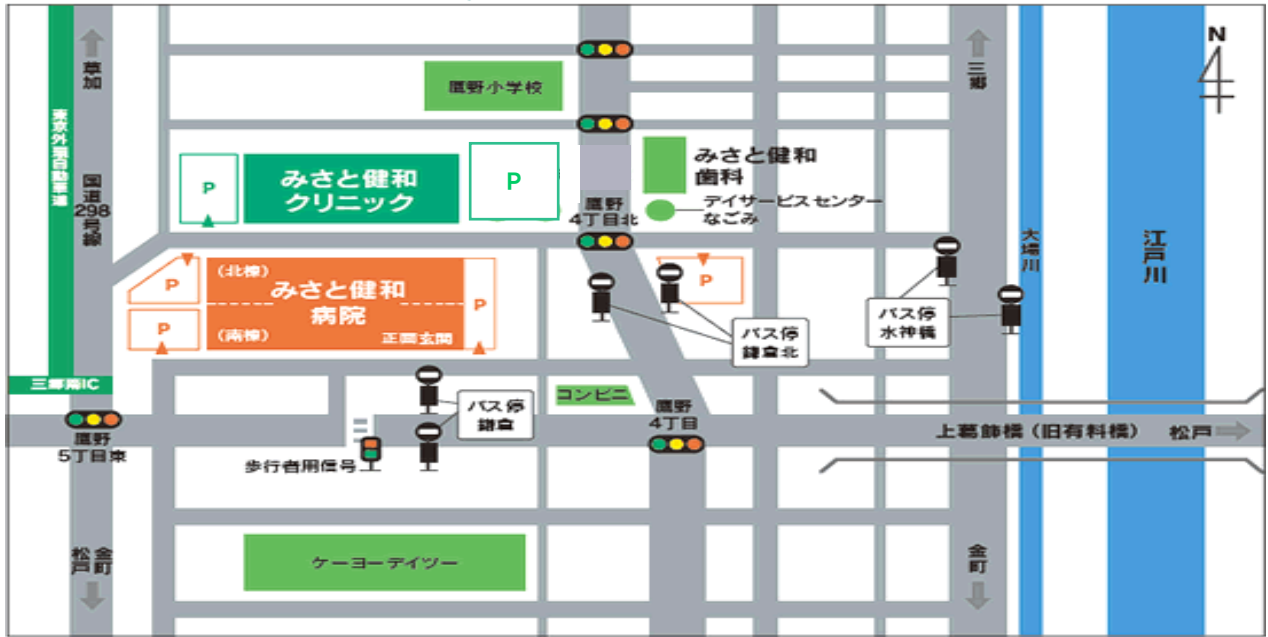 草加
三郷
N
鷹野小学校
東京外環自動車道
国道
298
号線
P
みさと健和
クリニック
P
みさと健和
歯科
デイサービスセンター
なごみ
鷹野
4丁目北
大場川
江戸川
P
(北棟)
みさと健和
病院
(南棟)
正面玄関
P
P
P
バス停
鎌倉北
バス停
水神橋
三郷南IC
コンビニ
バス停
鎌倉
鷹野
4丁目
鷹野
5丁目東
歩行者用信号
上葛飾橋(旧有料橋)
松戸
ケーヨーデイツー
松戸
金町
金町